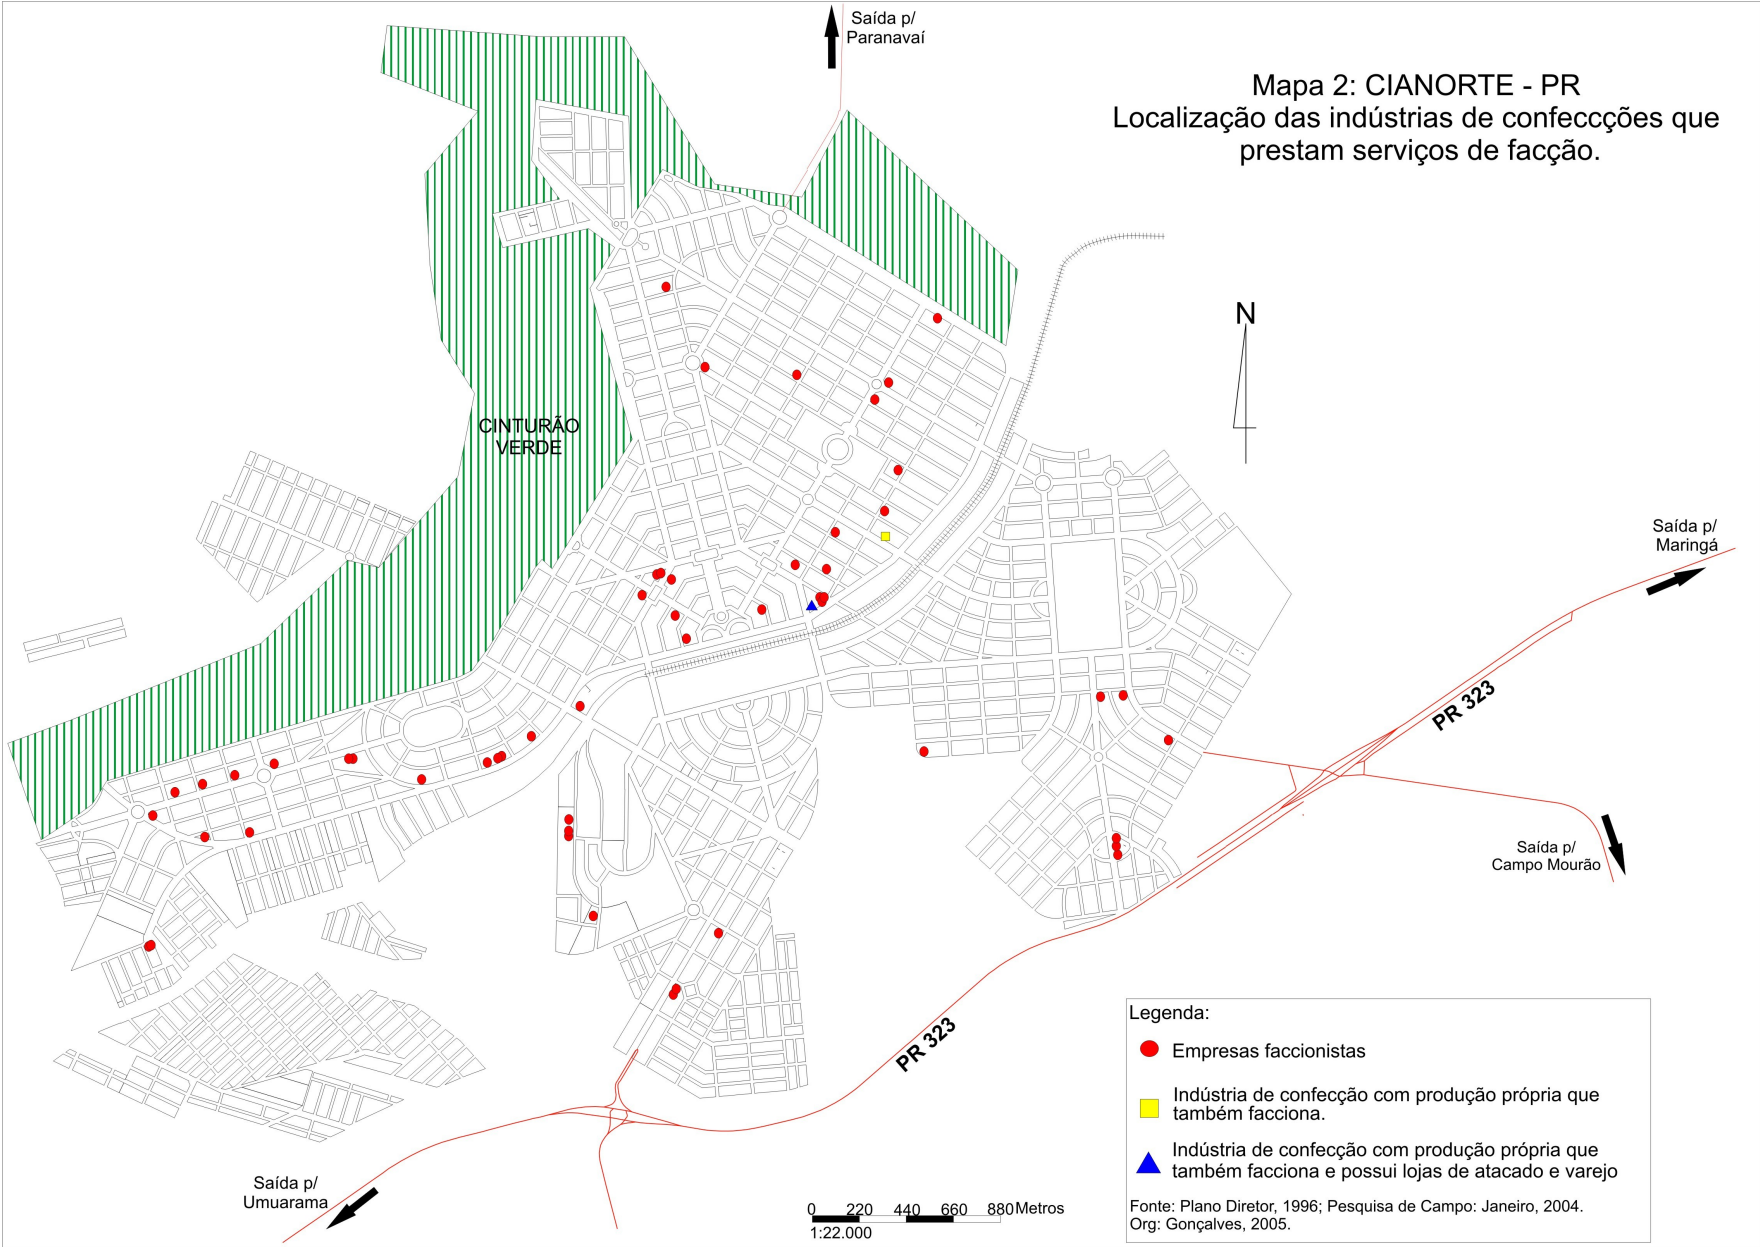 Saída p/
Paranavaí
Mapa 2: CIANORTE - PR
Localização das indústrias de confeccções que
prestam serviços de facção.
N
CINTURÃO
VERDE
Saída p/
Maringá
PR 323
Saída p/
Campo Mourão
PR 323
Saída p/
Umuarama
0 220 440 660 880 Metros
1:22.000
Legenda:
Empresas faccionistas
Indústria de confecção com produção própria que
também facciona.
Indústria de confecção com produção própria que
também facciona e possui lojas de atacado e varejo
Fonte: Plano Diretor, 1996; Pesquisa de Campo: Janeiro, 2004.
Org: Gonçalves, 2005.